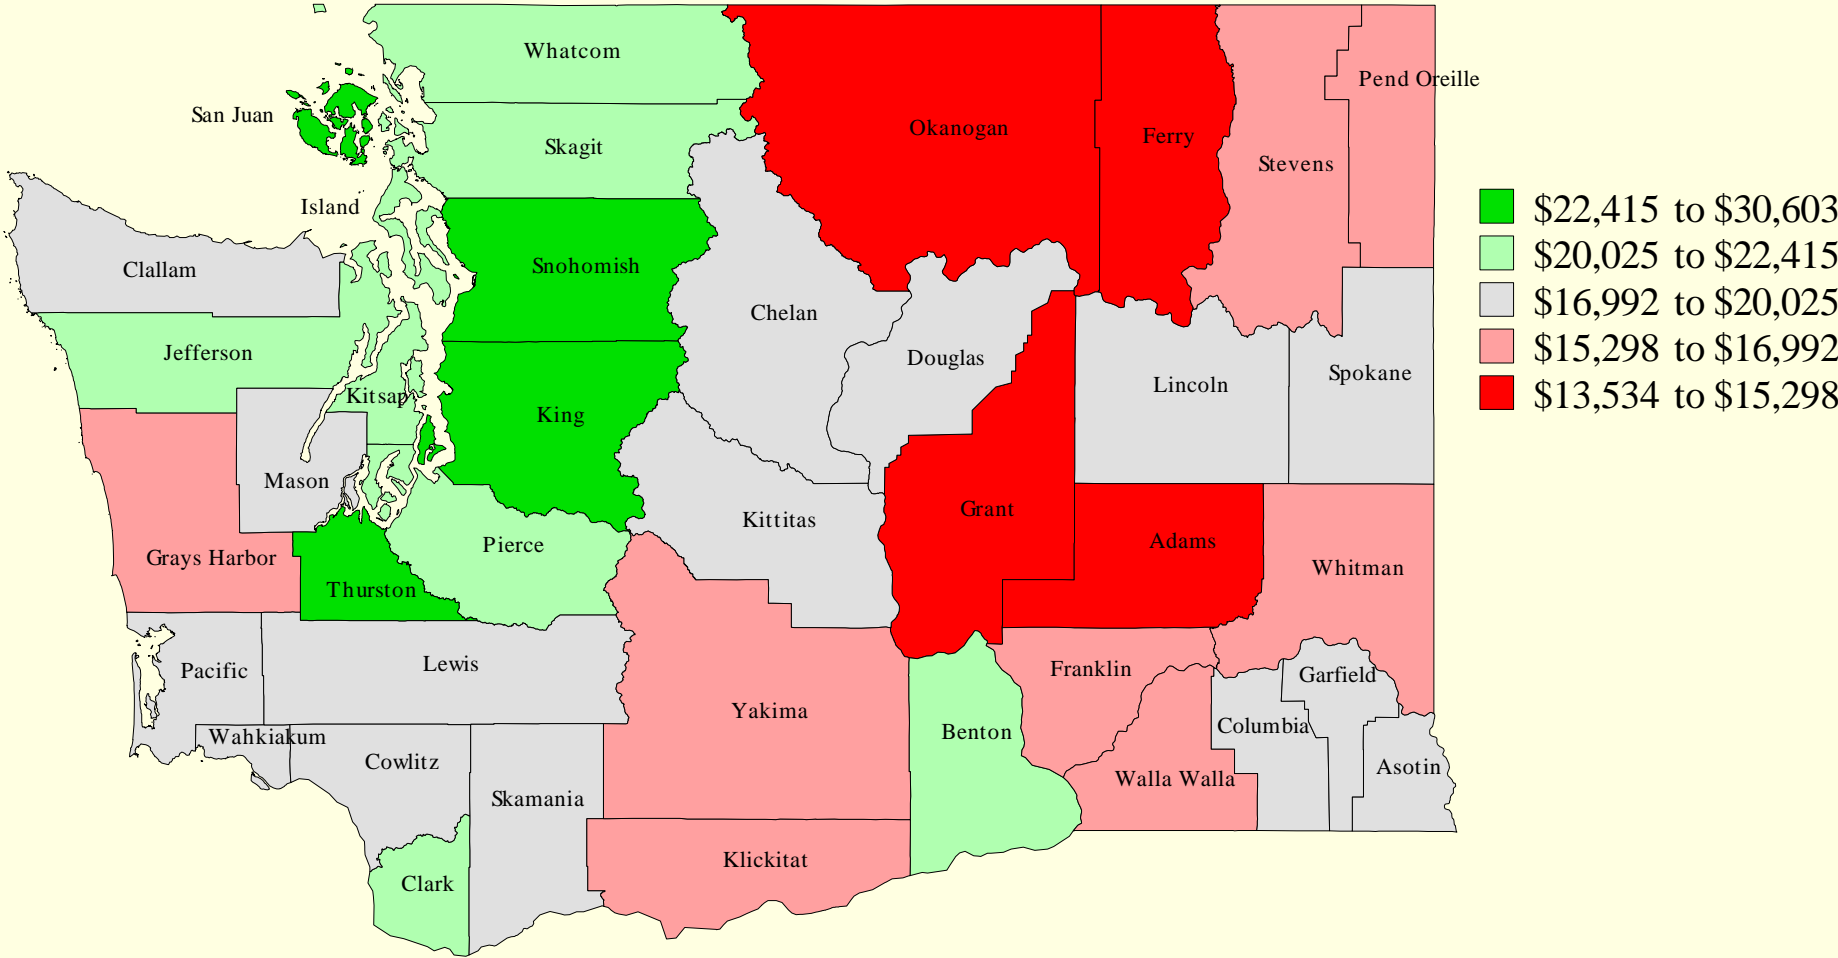 Whatcom
Pend Oreille
San Juan
Okanogan
Ferry
Skagit
Stevens
Island
$22,415 to $30,603
$20,025 to $22,415
$16,992 to $20,025
$15,298 to $16,992
$13,534 to $15,298
Clallam
Snohomish
Chelan
Jefferson
Douglas
Spokane
Lincoln
Kitsap
King
Mason
Grant
Kittitas
Adams
Pierce
Grays Harbor
Whitman
Thurston
Lewis
Pacific
Franklin
Garfield
Yakima
Columbia
Benton
Wahkiakum
Cowlitz
Asotin
Walla Walla
Skamania
Klickitat
Clark